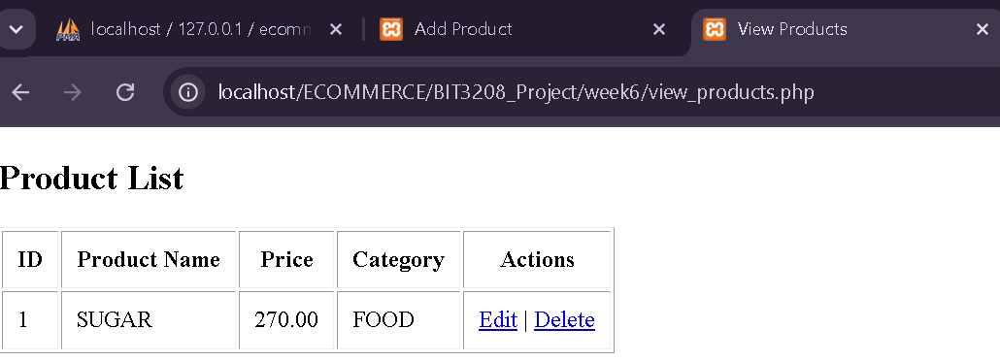 localhost / 127.0.0.1 / ecomm
Add Product
View Products
localhost/ECOMMERCE/BIT3208_Project/week6/view_products.php
Product List
ID Product Name Price Category Actions
1 SUGAR 270.00 FOOD Edit | Delete